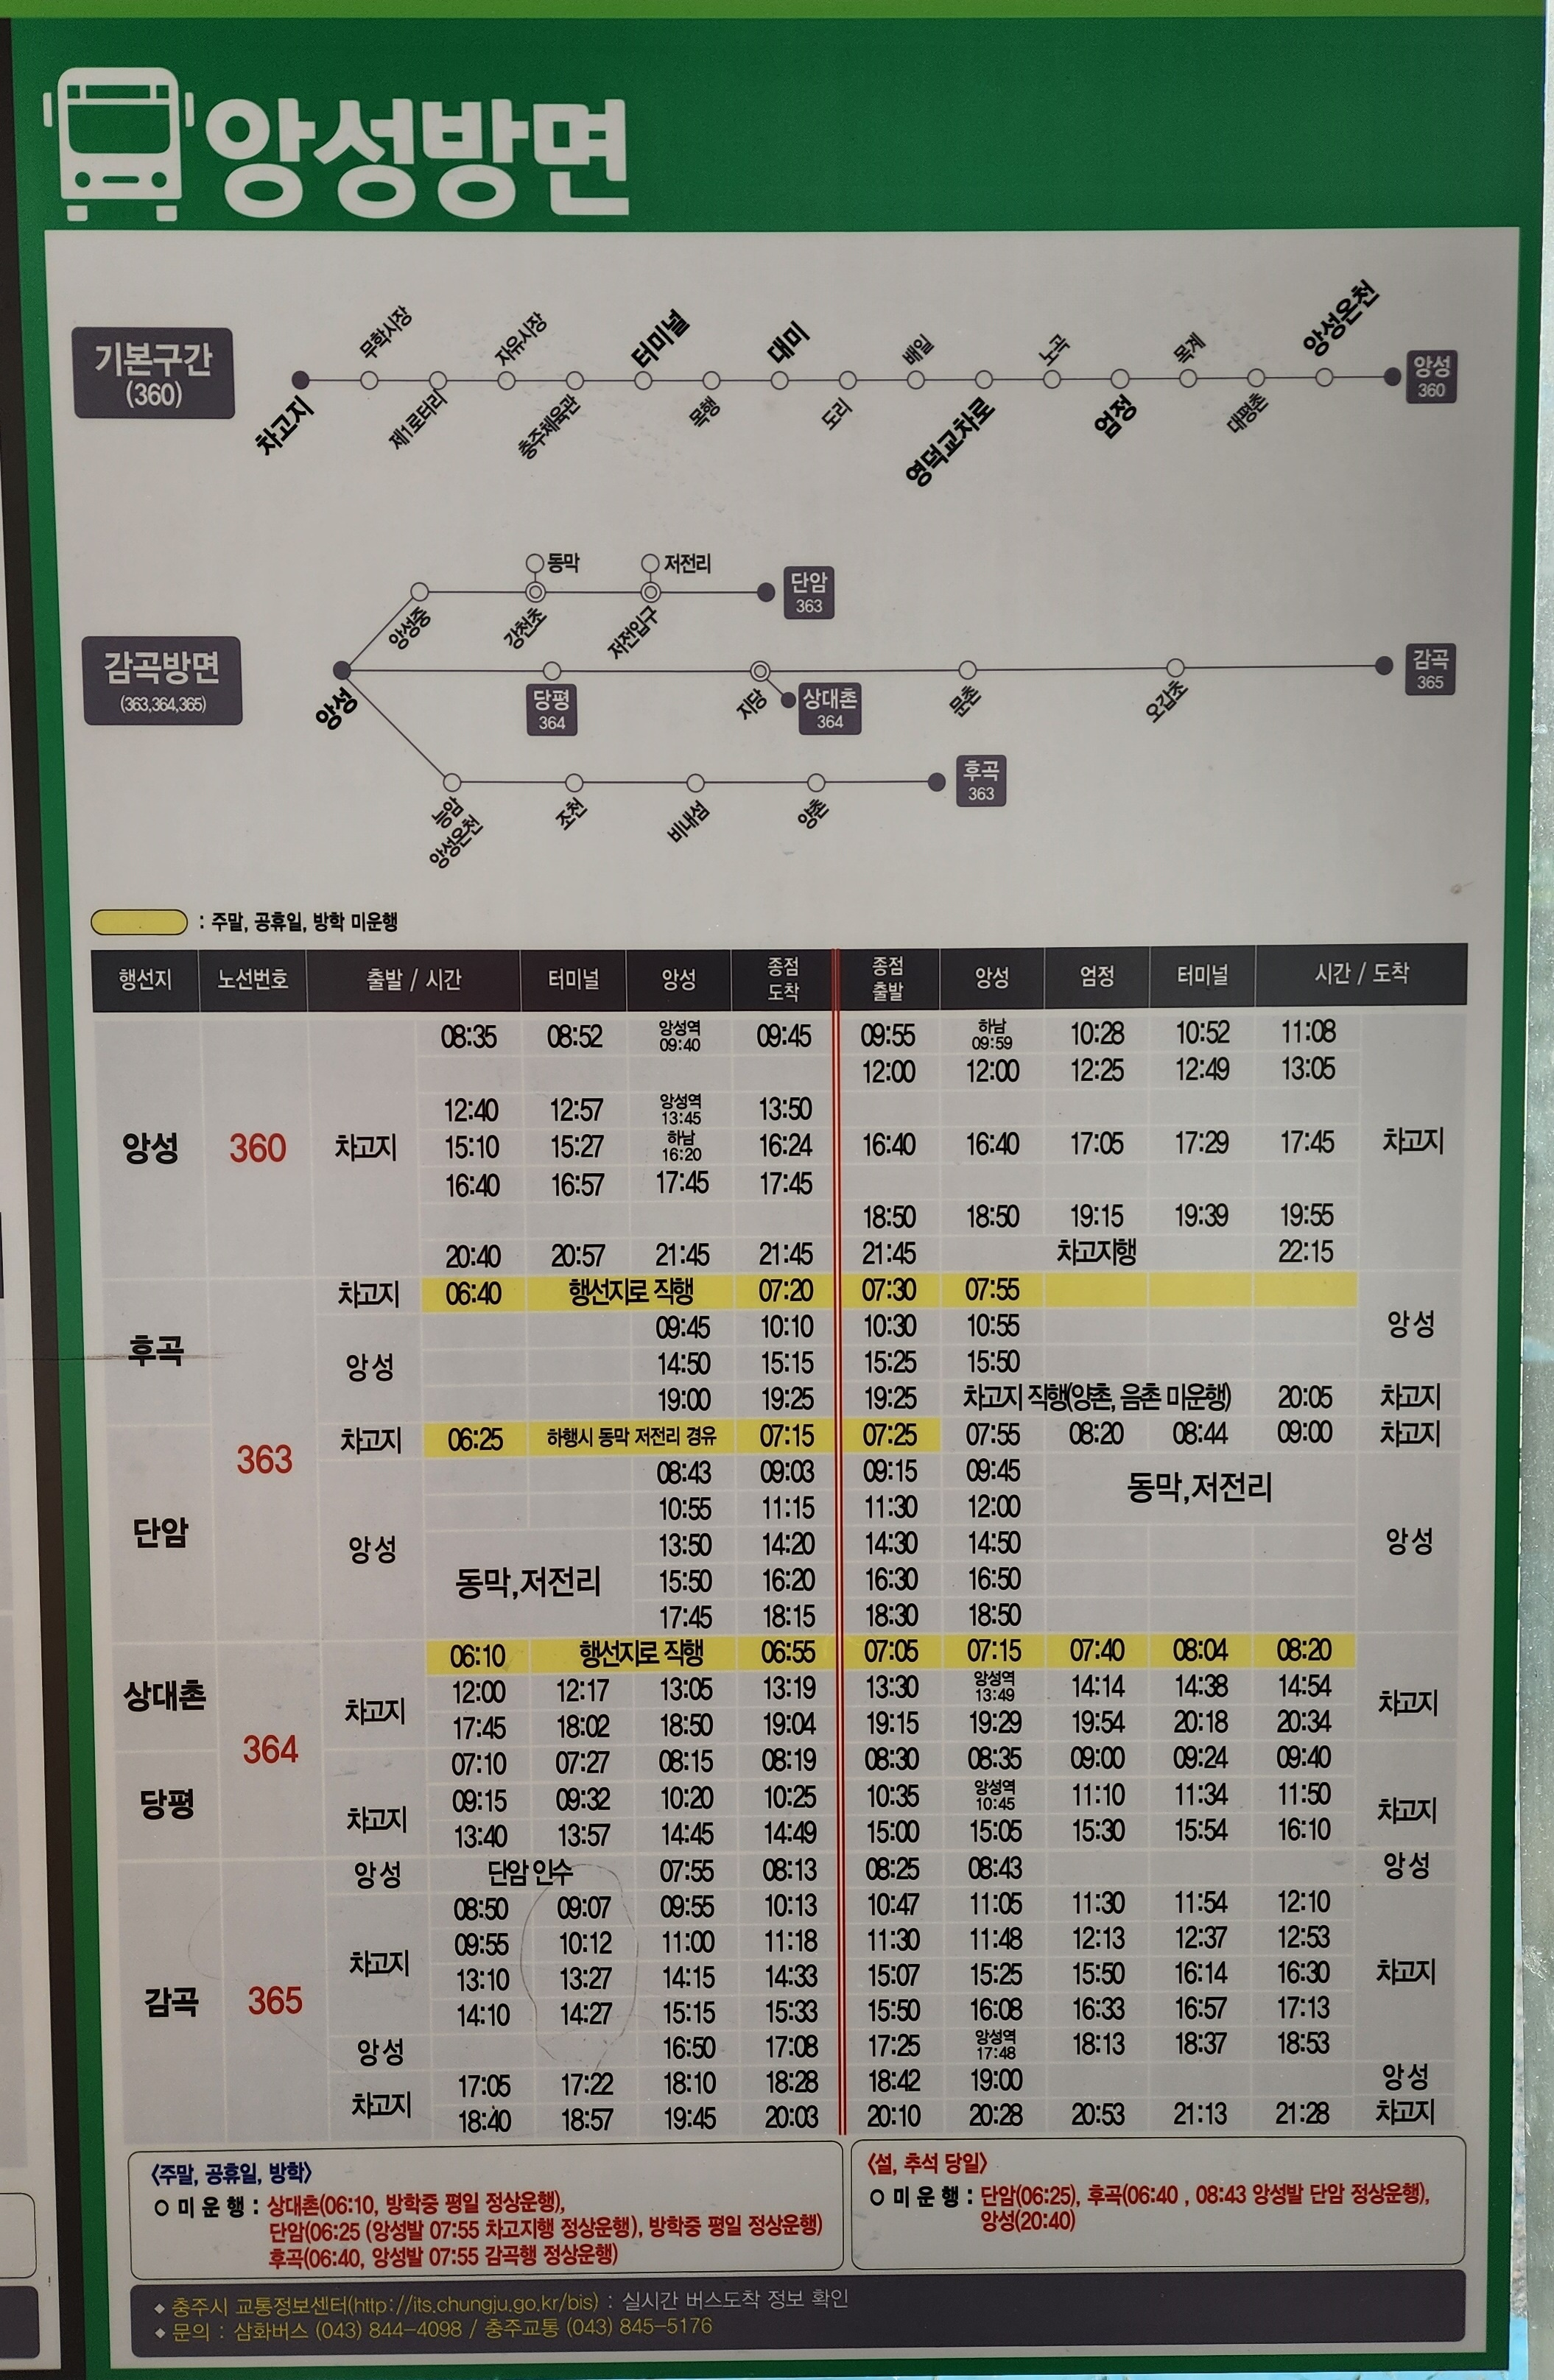 앙성방면
기본구간
(360)
차고지
무학시장
제1로터리
자유시장
충주체육관
터미널
목행
대미
도리
배일
영덕교차로
노곡
엄정
목계
대평촌
앙성온천
앙성
360
감곡방면
(363,364,365)
앙성
앙성중
동막
강천초
저전리
저전입구
단암
363
당평
364
지당
상대촌
364
문촌
오갑초
감곡
365
능암
앙성온천
조천
비내섬
양촌
후곡
363
: 주말, 공휴일, 방학 미운행
행선지 노선번호 출발 / 시간 터미널 앙성 종점 도착 종점 출발 앙성 엄정 터미널 시간 / 도착
08:35 08:52 앙성역 09:40 09:45 09:55 하남 09:59 10:28 10:52 11:08
12:00 12:00 12:25 12:49 13:05
12:40 12:57 앙성역 13:45 13:50
앙성 360 차고지 15:10 15:27 하남 16:20 16:24 16:40 16:40 17:05 17:29 17:45 차고지
16:40 16:57 17:45 17:45
18:50 18:50 19:15 19:39 19:55
20:40 20:57 21:45 21:45 21:45 차고지행 22:15
차고지 06:40 행선지로 직행 07:20 07:30 07:55
후곡 09:45 10:10 10:30 10:55 앙성
앙성 14:50 15:15 15:25 15:50
19:00 19:25 19:25 차고지 직행(양촌, 음촌 미운행) 20:05 차고지
363 차고지 06:25 하행시 동막 저전리 경유 07:15 07:25 07:55 08:20 08:44 09:00 차고지
08:43 09:03 09:15 09:45 동막,저전리
10:55 11:15 11:30 12:00
단암 앙성 13:50 14:20 14:30 14:50 앙성
동막,저전리 15:50 16:20 16:30 16:50
17:45 18:15 18:30 18:50
06:10 행선지로 직행 06:55 07:05 07:15 07:40 08:04 08:20
상대촌 차고지 12:00 12:17 13:05 13:19 13:30 앙성역 13:49 14:14 14:38 14:54 차고지
17:45 18:02 18:50 19:04 19:15 19:29 19:54 20:18 20:34
364 07:10 07:27 08:15 08:19 08:30 08:35 09:00 09:24 09:40
당평 차고지 09:15 09:32 10:20 10:25 10:35 앙성역 10:45 11:10 11:34 11:50 차고지
13:40 13:57 14:45 14:49 15:00 15:05 15:30 15:54 16:10
앙성 단암 인수 07:55 08:13 08:25 08:43 앙성
08:50 09:07 09:55 10:13 10:47 11:05 11:30 11:54 12:10
차고지 09:55 10:12 11:00 11:18 11:30 11:48 12:13 12:37 12:53
13:10 13:27 14:15 14:33 15:07 15:25 15:50 16:14 16:30 차고지
감곡 365 14:10 14:27 15:15 15:33 15:50 16:08 16:33 16:57 17:13
앙성 16:50 17:08 17:25 앙성역 17:48 18:13 18:37 18:53
차고지 17:05 17:22 18:10 18:28 18:42 19:00 앙성
18:40 18:57 19:45 20:03 20:10 20:28 20:53 21:13 21:28 차고지
〈주말, 공휴일, 방학〉
○ 미 운 행 : 상대촌(06:10, 방학중 평일 정상운행),
단암(06:25 (앙성발 07:55 차고지행 정상운행), 방학중 평일 정상운행)
후곡(06:40, 앙성발 07:55 감곡행 정상운행)
〈설, 추석 당일〉
○ 미 운 행 : 단암(06:25), 후곡(06:40 , 08:43 앙성발 단암 정상운행),
앙성(20:40)
◆ 충주시 교통정보센터(http://its.chungju.go.kr/bis) : 실시간 버스도착 정보 확인
◆ 문의 : 삼화버스 (043) 844-4098 / 충주교통 (043) 845-5176